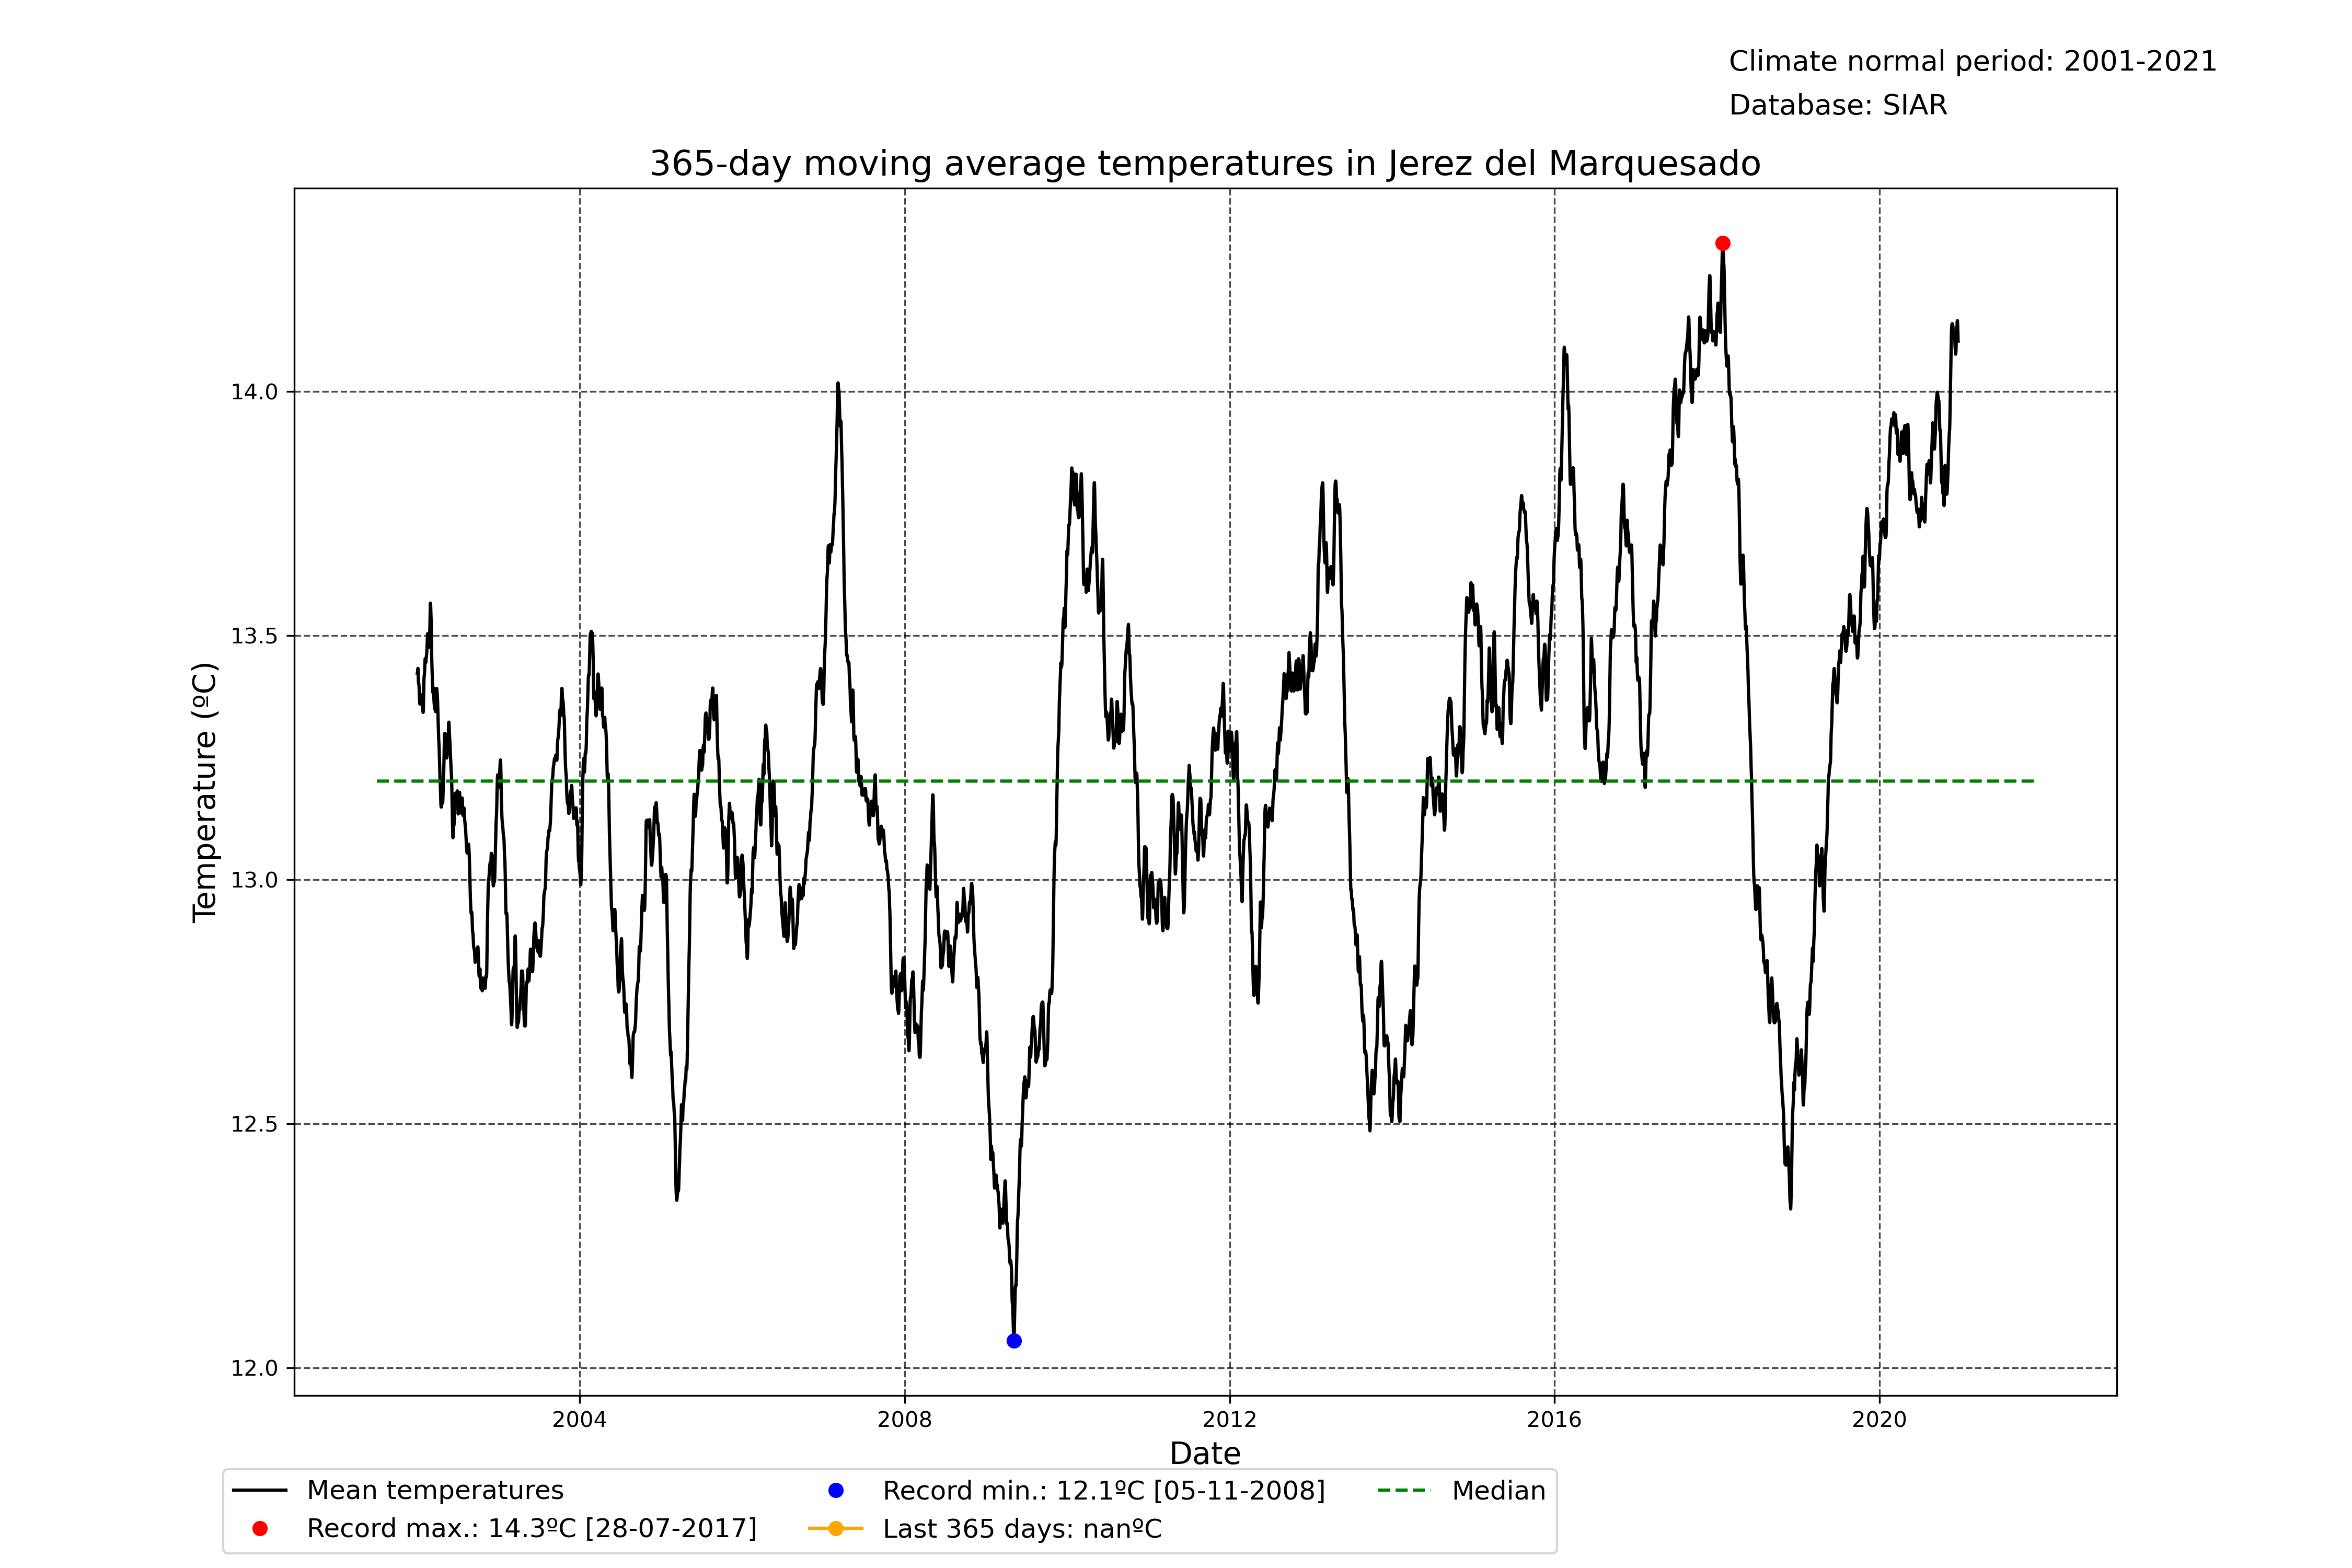 Climate normal period: 2001-2021
Database: SIAR
365-day moving average temperatures in Jerez del Marquesado
Temperature (ºC)
14.0
13.5
13.0
12.5
12.0
2004 2008 2012 2016 2020
Date
Mean temperatures
Record max.: 14.3ºC [28-07-2017]
Record min.: 12.1ºC [05-11-2008]
Last 365 days: nanºC
Median